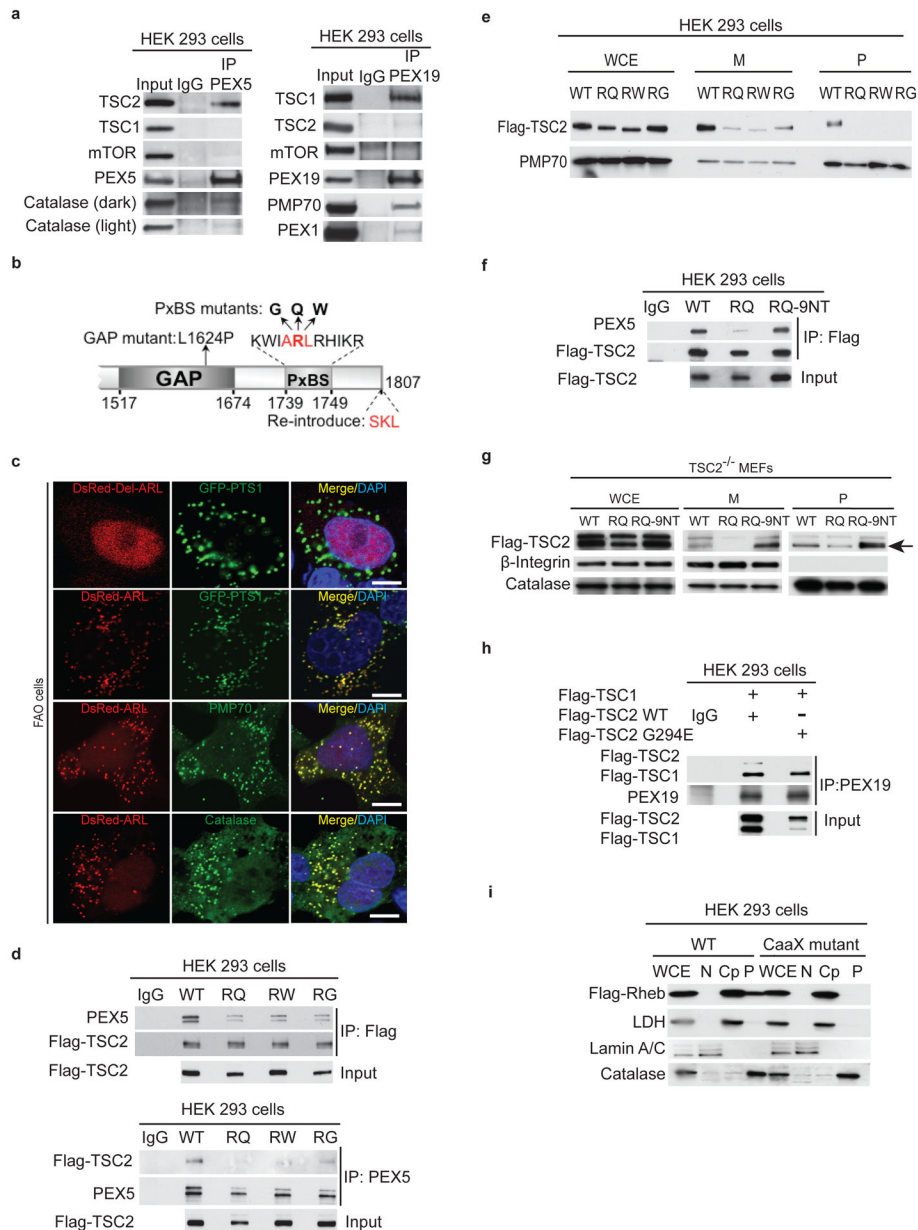 a
HEK 293 cells
Input IgG IP PEX5
TSC2
TSC1
mTOR
PEX5
Catalase (dark)
Catalase (light)
HEK 293 cells
Input IgG IP PEX19
TSC1
TSC2
mTOR
PEX19
PMP70
PEX1
b
PxBS mutants: G Q W
GAP mutant:L1624P
KWIARLRHIKR
GAP
PxBS
1807
1517
1674
1739
1749
Re-introduce: SKL
c
FAO cells
DsRed-Del-ARL
GFP-PTS1
Merge/DAPI
DsRed-ARL
GFP-PTS1
Merge/DAPI
DsRed-ARL
PMP70
Merge/DAPI
DsRed-ARL
Catalase
Merge/DAPI
d
HEK 293 cells
IgG WT RQ RW RG
PEX5
Flag-TSC2
IP: Flag
Flag-TSC2
Input
HEK 293 cells
IgG WT RQ RW RG
Flag-TSC2
PEX5
IP: PEX5
Flag-TSC2
Input
e
HEK 293 cells
WCE M P
WT RQ RW RG WT RQ RW RG WT RQ RW RG
Flag-TSC2
PMP70
f
HEK 293 cells
IgG WT RQ RQ-9NT
PEX5
Flag-TSC2
IP: Flag
Flag-TSC2
Input
g
TSC2-/- MEFs
WCE M P
WT RQ RQ-9NT WT RQ RQ-9NT WT RQ RQ-9NT
Flag-TSC2
β-Integrin
Catalase
h
HEK 293 cells
Flag-TSC1 + +
Flag-TSC2 WT IgG + -
Flag-TSC2 G294E +
Flag-TSC2
Flag-TSC1
PEX19
IP:PEX19
Flag-TSC2
Flag-TSC1
Input
i
HEK 293 cells
WT CaaX mutant
WCE N Cp P WCE N Cp P
Flag-Rheb
LDH
Lamin A/C
Catalase